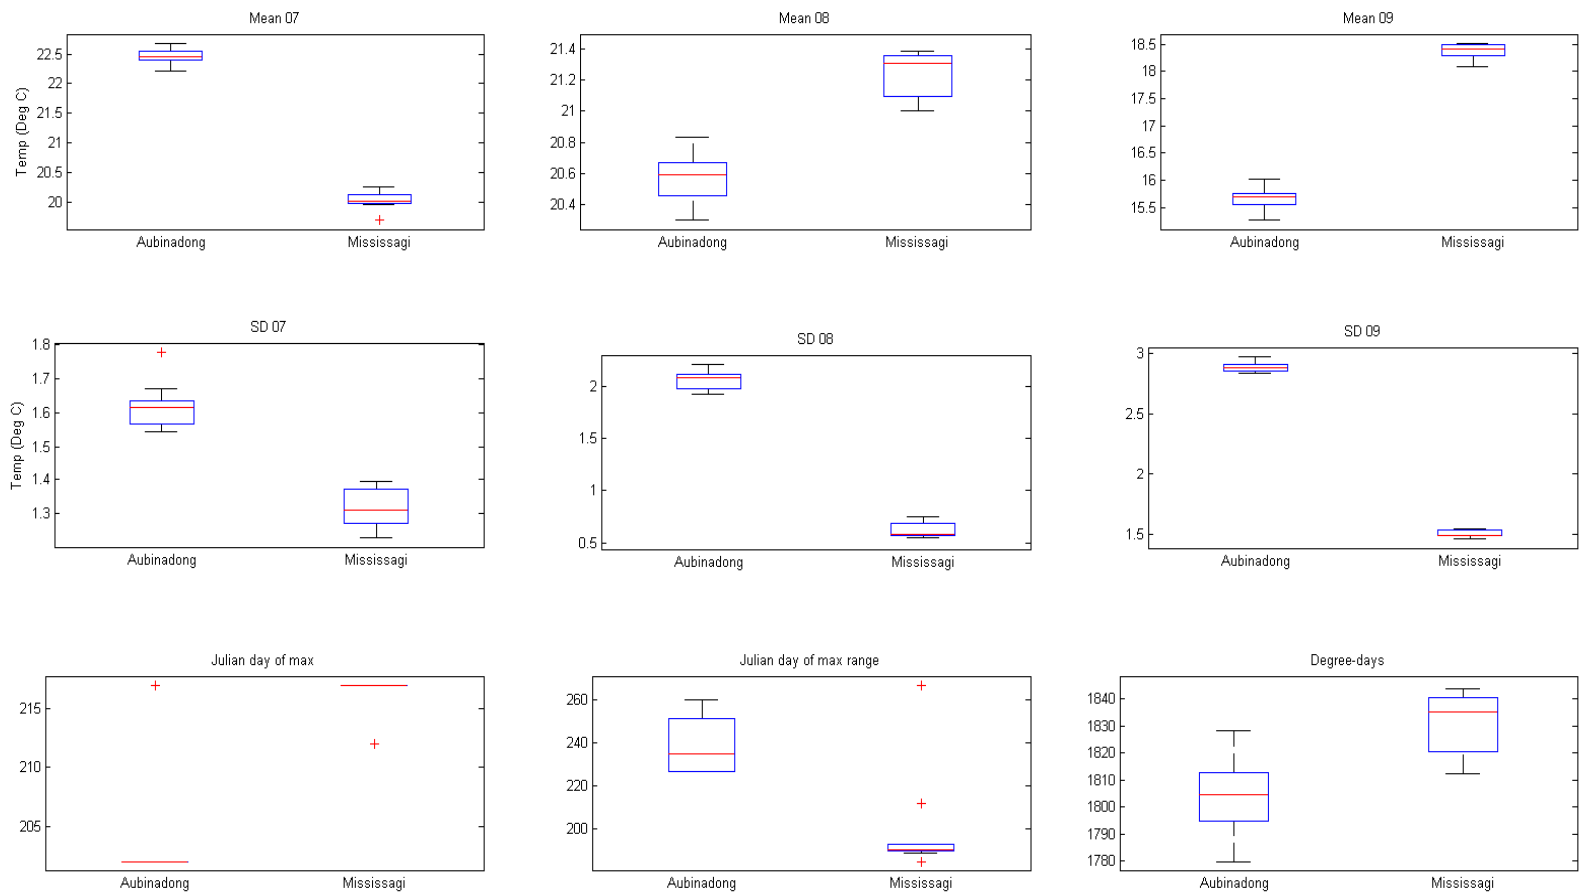 Mean 07
Mean 08
Mean 09
Temp (Deg C)
22.5
22
21.5
21
20.5
20
21.4
21.2
21
20.8
20.6
20.4
18.5
18
17.5
17
16.5
16
15.5
Aubinadong Mississagi
Aubinadong Mississagi
Aubinadong Mississagi
SD 07
SD 08
SD 09
Temp (Deg C)
1.8
1.7
1.6
1.5
1.4
1.3
2
1.5
1
0.5
3
2.5
2
1.5
Aubinadong Mississagi
Aubinadong Mississagi
Aubinadong Mississagi
Julian day of max
Julian day of max range
Degree-days
215
210
205
260
240
220
200
1840
1830
1820
1810
1800
1790
1780
Aubinadong Mississagi
Aubinadong Mississagi
Aubinadong Mississagi